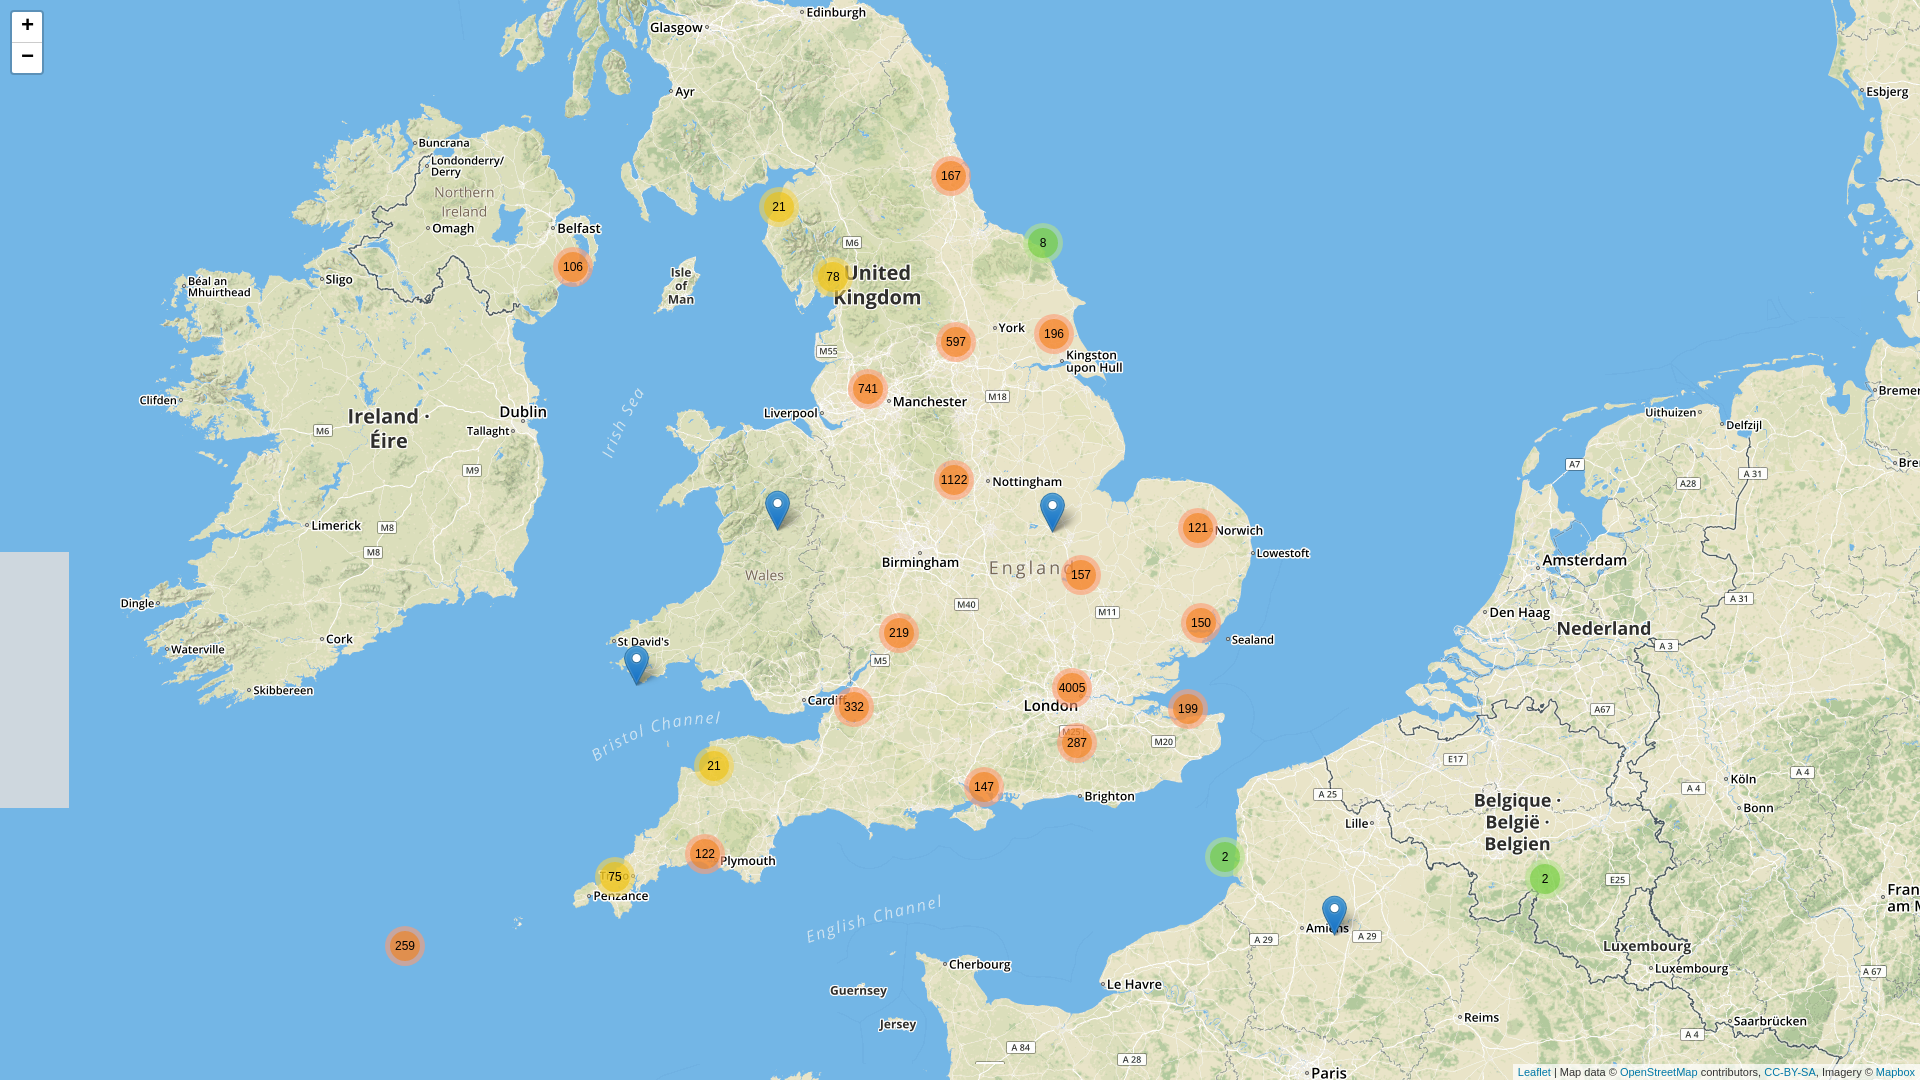 +
−
Glasgow
Edinburgh
Ayr
Esbjerg
Buncrana
Londonderry/
Derry
Northern
Ireland
Omagh
Belfast
167
21
M6
8
106
78
United
Kingdom
Isle
of
Man
Béal an
Mhuirthead
Sligo
York
196
597
M55
Kingston
upon Hull
741
Manchester
M18
Liverpool
Clifden
Ireland ·
Éire
M6
Dublin
Tallaght
M9
Irish Sea
Bremer
Uithuizen
Delfzijl
A7
A 31
A28
Bre
1122
Nottingham
121
Norwich
Lowestoft
Limerick
M8
M8
Birmingham
England
157
Wales
Amsterdam
Den Haag
Nederland
A 31
A 3
M40
M11
Dingle
Cork
Waterville
Skibbereen
St David's
219
M5
150
Sealand
4005
London
199
Cardiff
332
Bristol Channel
M25
287
M20
A67
E17
21
147
Brighton
A 25
Lille
Belgique ·
België ·
Belgien
Köln
A 4
A 4
Bonn
122
Plymouth
75
Penzance
2
2
E25
Fran
am M
English Channel
Amiens
A 29
A 29
259
Luxembourg
Luxembourg
A 67
Cherbourg
Guernsey
Le Havre
Jersey
Reims
Saarbrücken
A 84
A 28
A 4
Paris
Leaflet | Map data © OpenStreetMap contributors, CC-BY-SA, Imagery © Mapbox